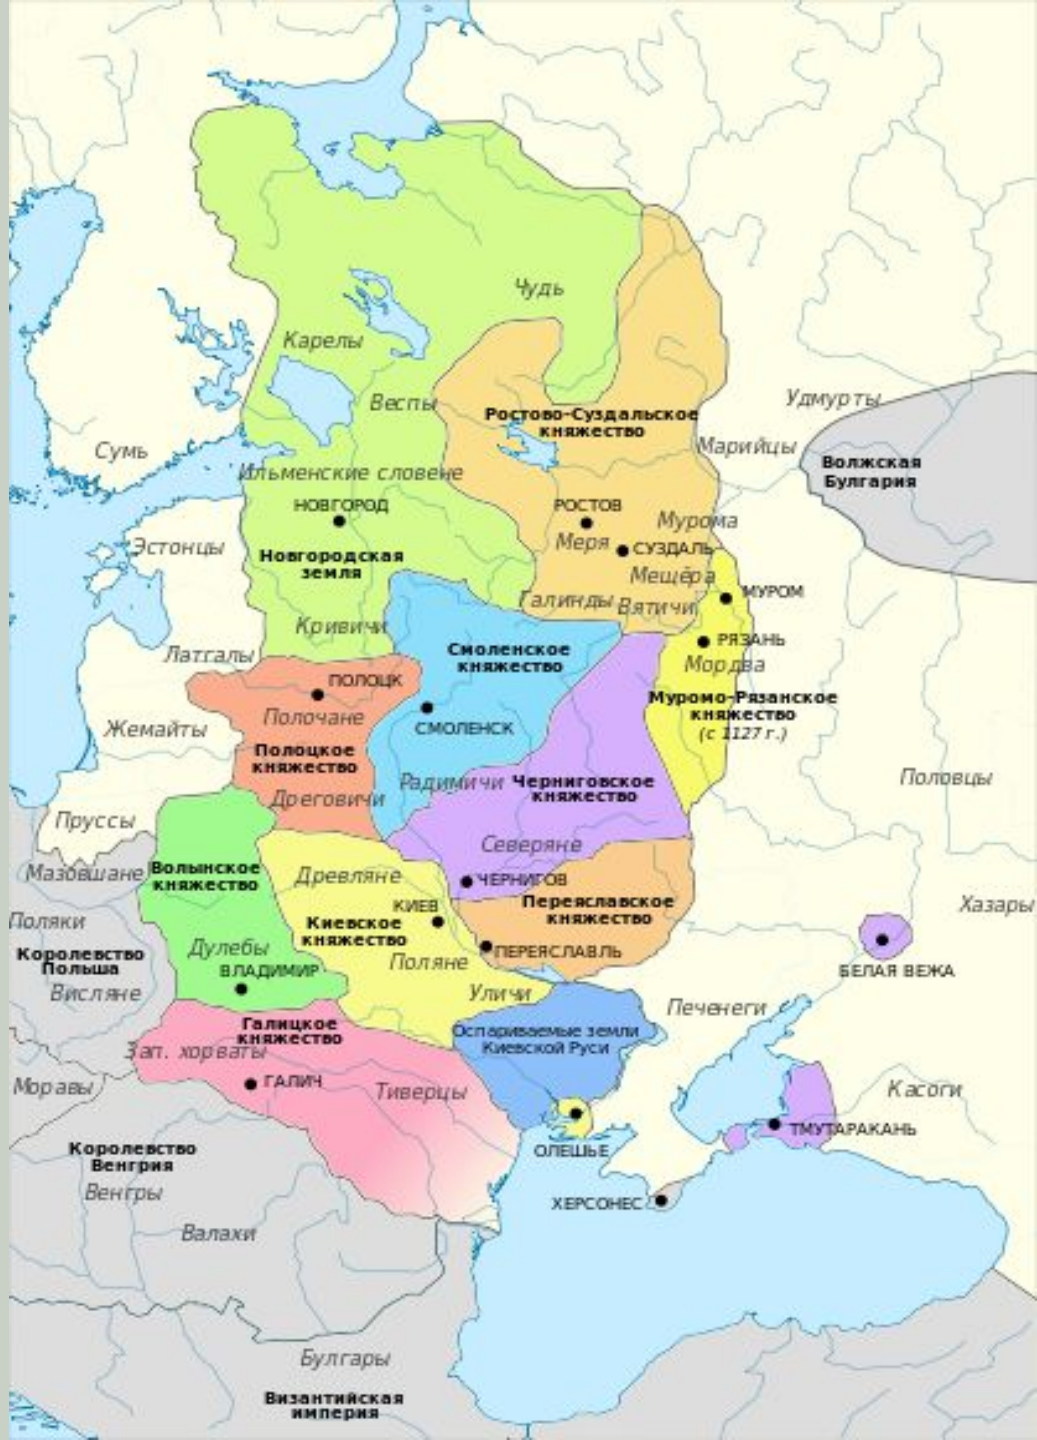 Чудь
Карелы
Удмурты
Веспы
Ростово-Суздальское
княжество
Марийцы
Сумь
Волжская
Булгария
Ильменские словене
НОВГОРОД
РОСТОВ
Мурома
Эстонцы
Меря
СУЗДАЛЬ
Новгородская
земля
Мещёра
МУРОМ
Галинды
Вятичи
Кривичи
РЯЗАНЬ
Латгалы
Смоленское
княжество
Мордва
ПОЛОЦК
Муромо-Рязанское
княжество
(с 1127 г.)
Полочане
Жемайты
СМОЛЕНСК
Полоцкое
княжество
Радимичи
Черниговское
княжество
Половцы
Дреговичи
Пруссы
Северяне
Мазовшане
Волынское
княжество
Древляне
ЧЕРНИГОВ
КИЕВ
Переяславское
княжество
Хазары
Поляки
Киевское
княжество
Королевство
Польша
Дулебы
ПЕРЕЯСЛАВЛЬ
Поляне
ВЛАДИМИР
БЕЛАЯ ВЕЖА
Висляне
Уличи
Печенеги
Галицкое
княжество
Оспариваемые земли
Киевской Руси
Зап. хорваты
Моравы
ГАЛИЧ
Тиверцы
Касоги
ТМУТАРАКАНЬ
Королевство
Венгрия
ОЛЕШЬЕ
Венгры
ХЕРСОНЕС
Валахи
Булгары
Византийская
империя